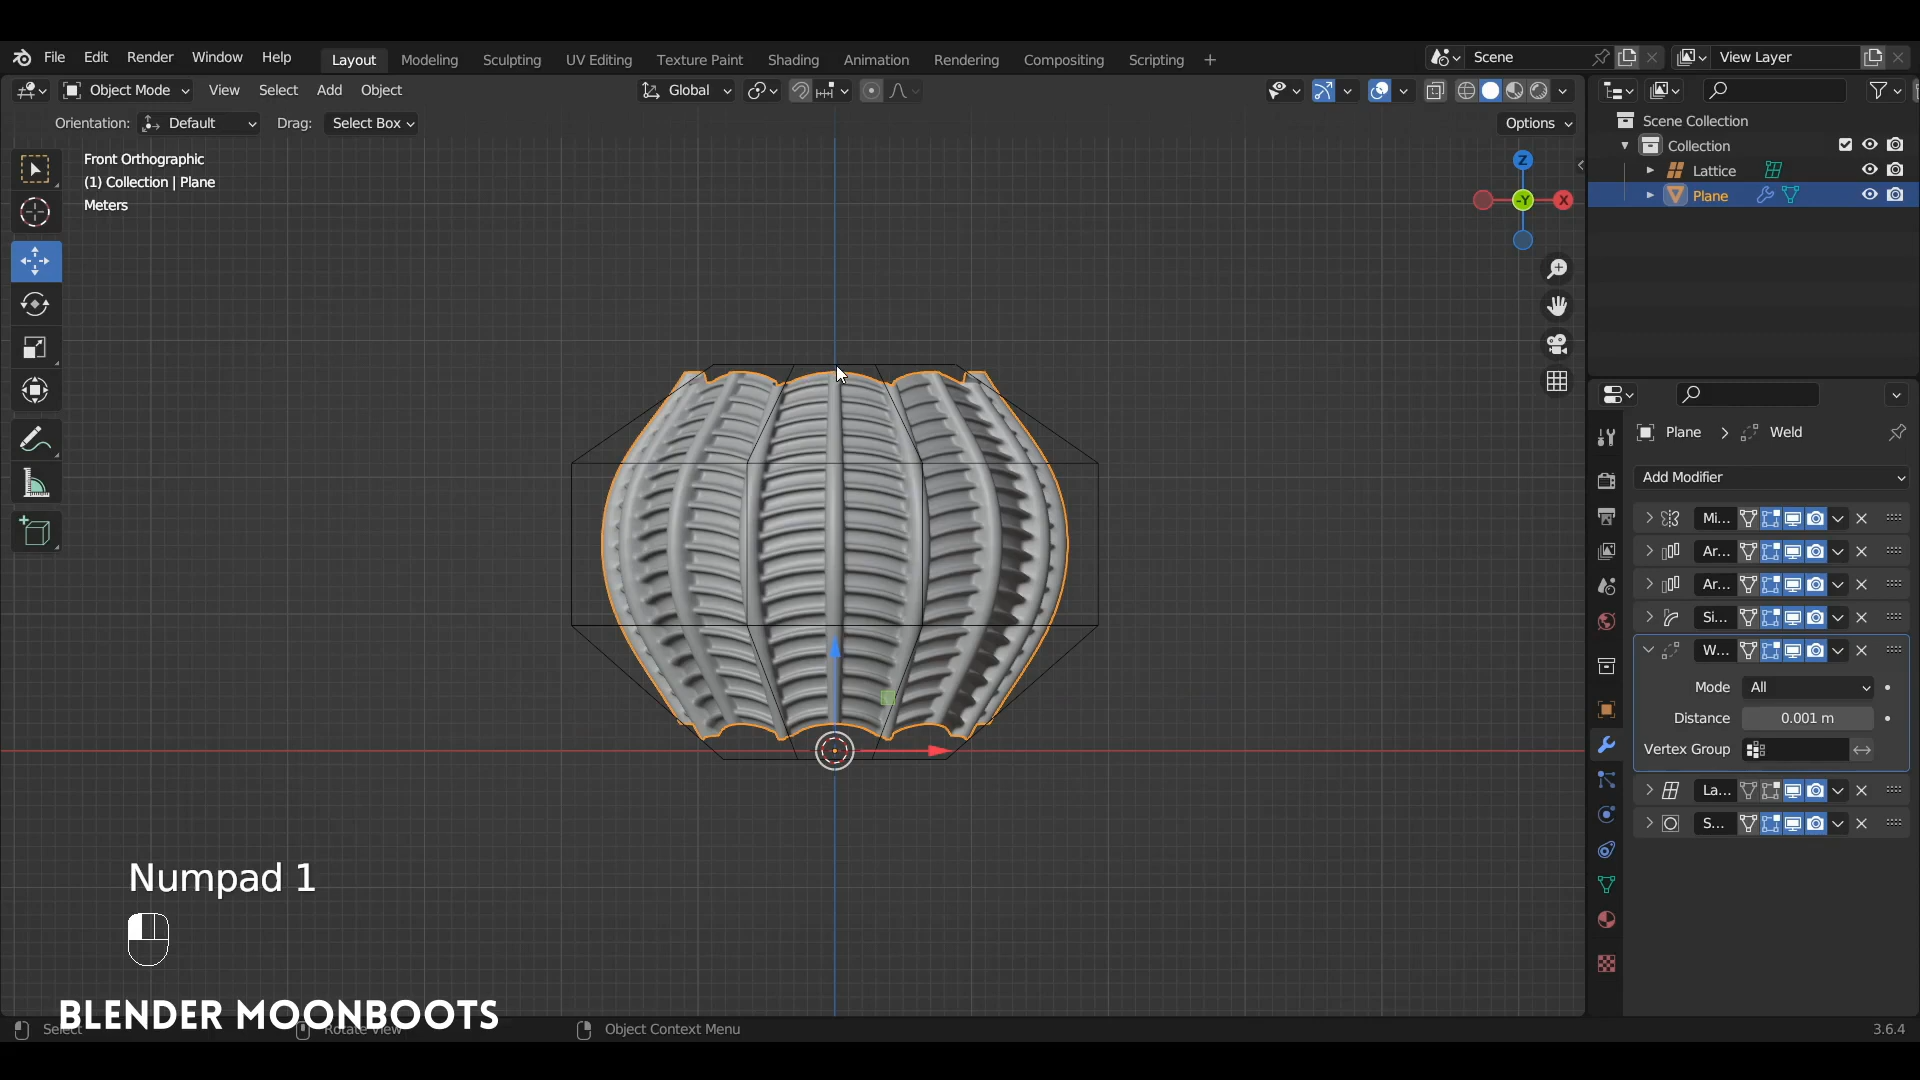 File Edit Render Window Help Layout Modeling Sculpting UV Editing Texture Paint Shading Animation Rendering Compositing Scripting Scene View Layer
Object Mode View Select Add Object Global
Orientation: Default Drag: Select Box Options
Front Orthographic
(1) Collection | Plane
Meters
Z
-Y
X
Scene Collection
Collection
Lattice
Plane
Plane Weld
Add Modifier
Mi...
Ar...
Ar...
Si...
W...
Mode All
Distance 0.001 m
Vertex Group
La...
S...
Numpad 1
BLENDER MOONBOOTS
Select Rotate View Object Context Menu 3.6.4